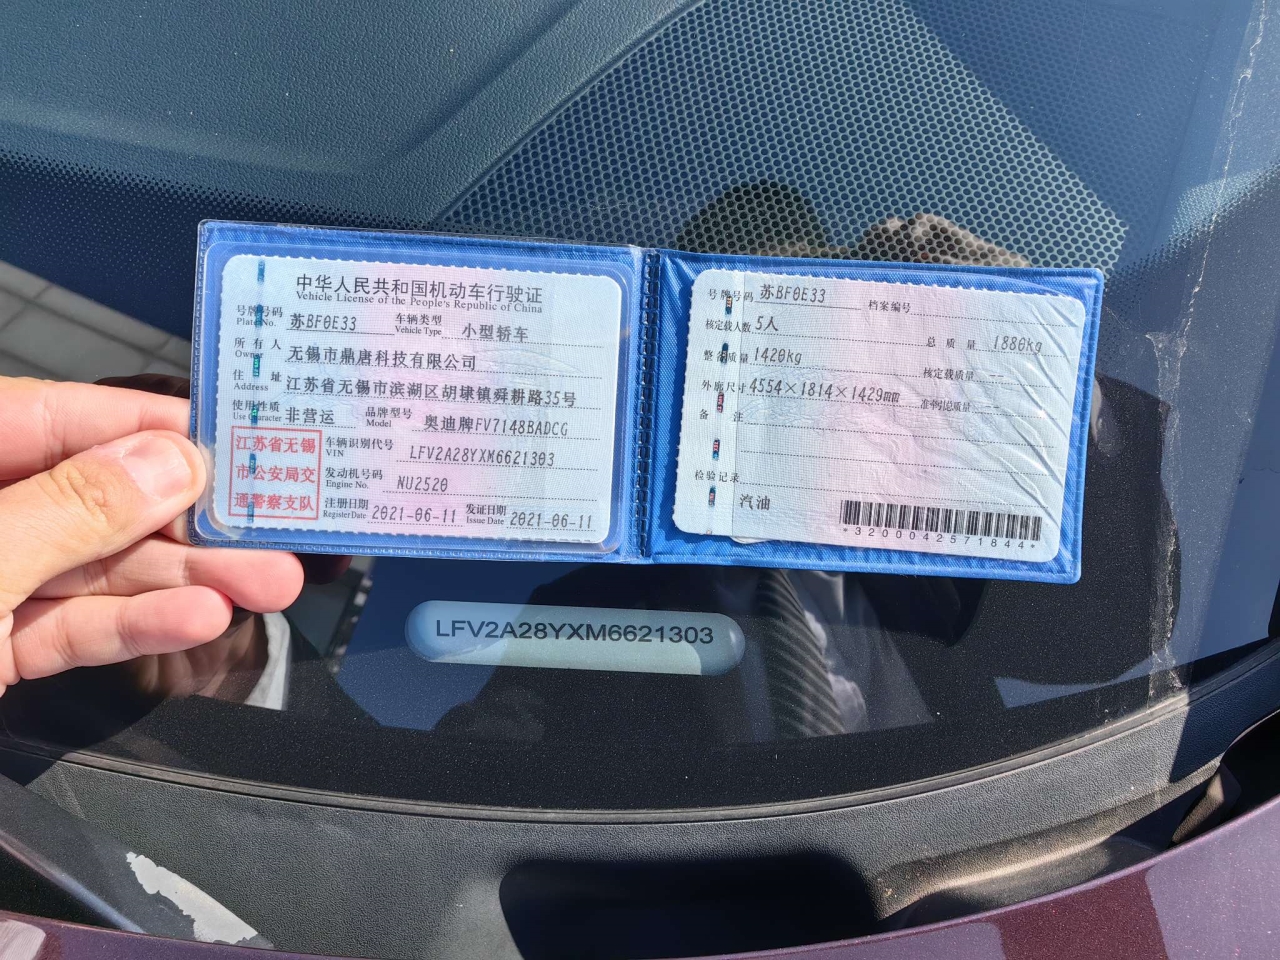 中华人民共和国机动车行驶证
Vehicle License of the People's Republic of China
号牌号码 苏BF0E33 车辆类型 小型轿车
Plate No. Vehicle Type
所有人 无锡市鼎唐科技有限公司
Owner
住址 江苏省无锡市滨湖区胡埭镇舜耕路35号
Address
使用性质 非营运 品牌型号 奥迪牌FV7148BADCG
Use Character Model
江苏省无锡
市公安局交
通警察支队
车辆识别代号 LFV2A28YXM6621303
VIN
发动机号码 NU2520
Engine No.
注册日期 2021-06-11 发证日期 2021-06-11
Register Date Issue Date
号牌号码 苏BF0E33 档案编号
核定载人数 5人 总质量 1880kg
整备质量 1420kg 核定载质量 --
外廓尺寸 4554×1814×1429mm 准牵引总质量 --
备注
检验记录
汽油
*3200042571844*
LFV2A28YXM6621303